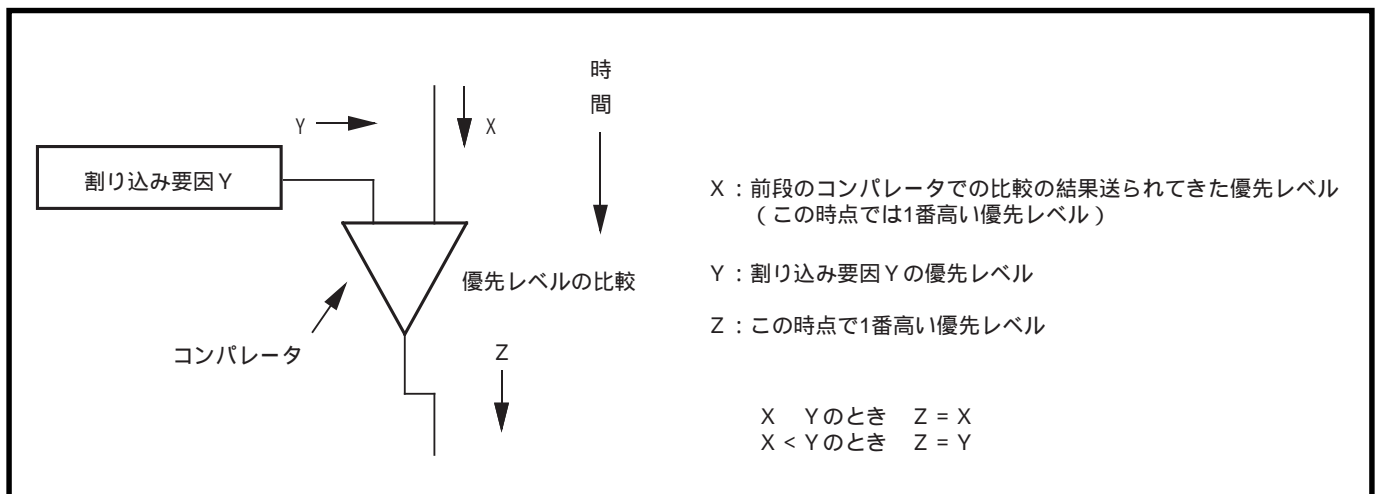 時
間
Y
X
割り込み要因Y
優先レベルの比較
コンパレータ
Z
X:前段のコンパレータでの比較の結果送られてきた優先レベル
(この時点では1番高い優先レベル)
Y:割り込み要因Yの優先レベル
Z:この時点で1番高い優先レベル
X Yのとき Z = X
X < Yのとき Z = Y